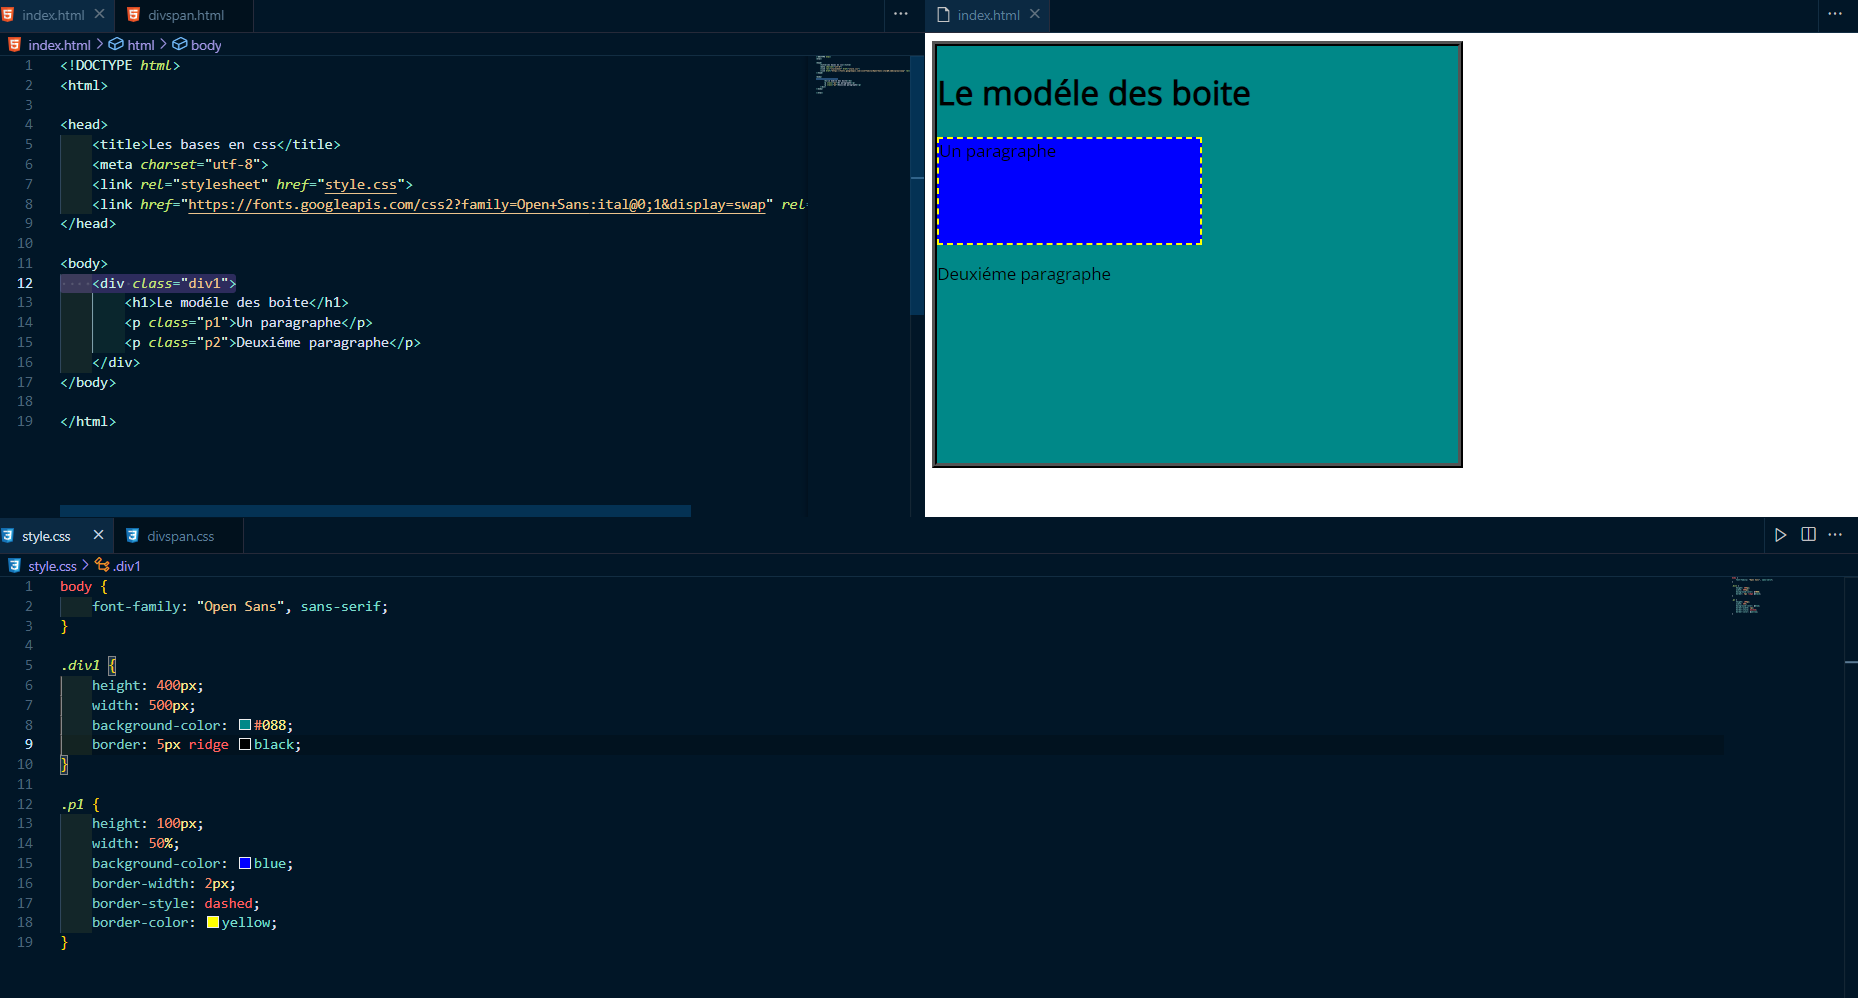 index.html
divspan.html
index.html > html > body
1 <!DOCTYPE html>
2 <html>
3
4 <head>
5 <title>Les bases en css</title>
6 <meta charset="utf-8">
7 <link rel="stylesheet" href="style.css">
8 <link href="https://fonts.googleapis.com/css2?family=Open+Sans:ital@0;1&display=swap" rel=
9 </head>
10
11 <body>
12 <div class="div1">
13 <h1>Le modéle des boite</h1>
14 <p class="p1">Un paragraphe</p>
15 <p class="p2">Deuxiéme paragraphe</p>
16 </div>
17 </body>
18
19 </html>
index.html
Le modéle des boite
Un paragraphe
Deuxiéme paragraphe
style.css
divspan.css
style.css > .div1
1 body {
2 font-family: "Open Sans", sans-serif;
3 }
4
5 .div1 {
6 height: 400px;
7 width: 500px;
8 background-color: #088;
9 border: 5px ridge black;
10 }
11
12 .p1 {
13 height: 100px;
14 width: 50%;
15 background-color: blue;
16 border-width: 2px;
17 border-style: dashed;
18 border-color: yellow;
19 }